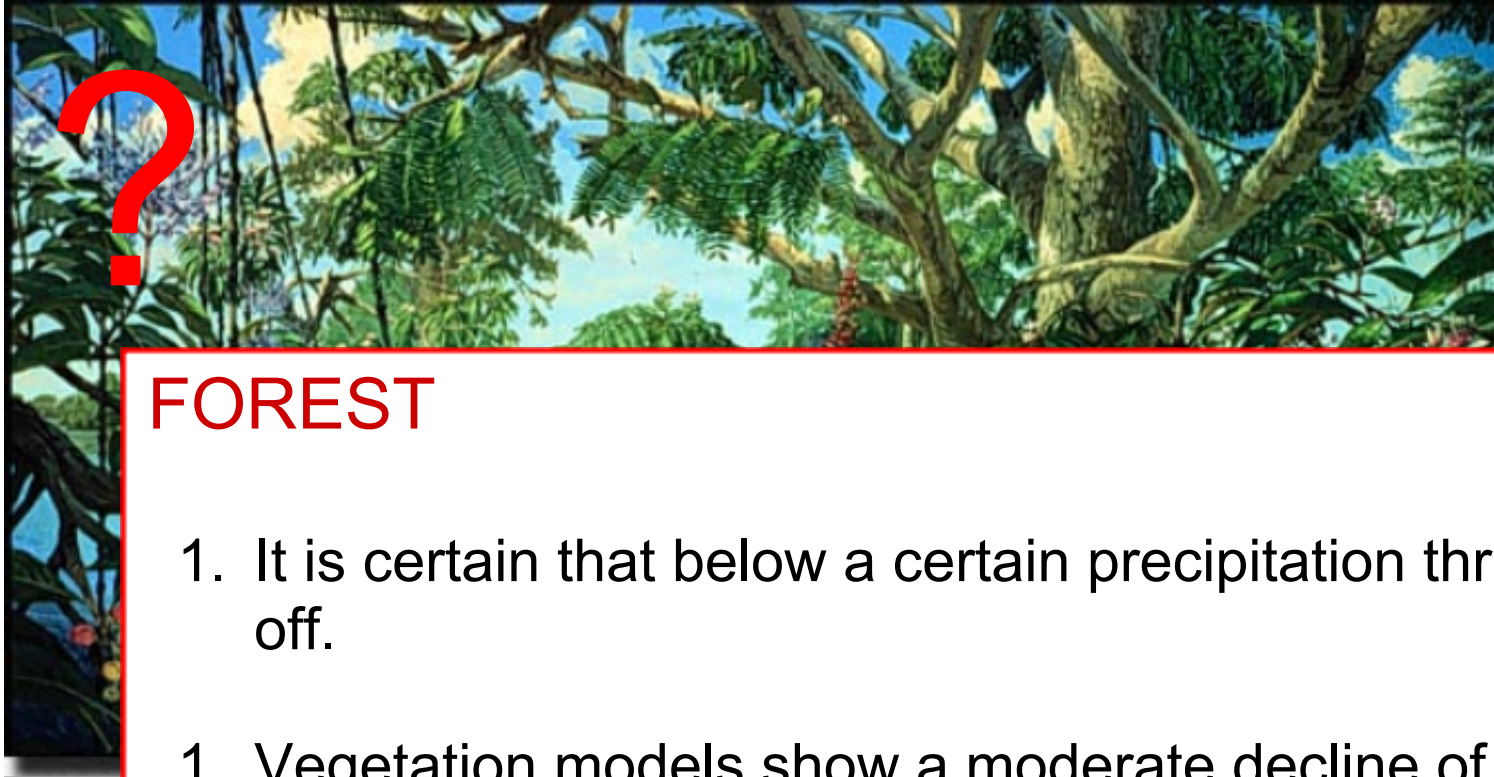 ?
FOREST
1. It is certain that below a certain precipitation thr
off.
1. Vegetation models show a moderate decline of